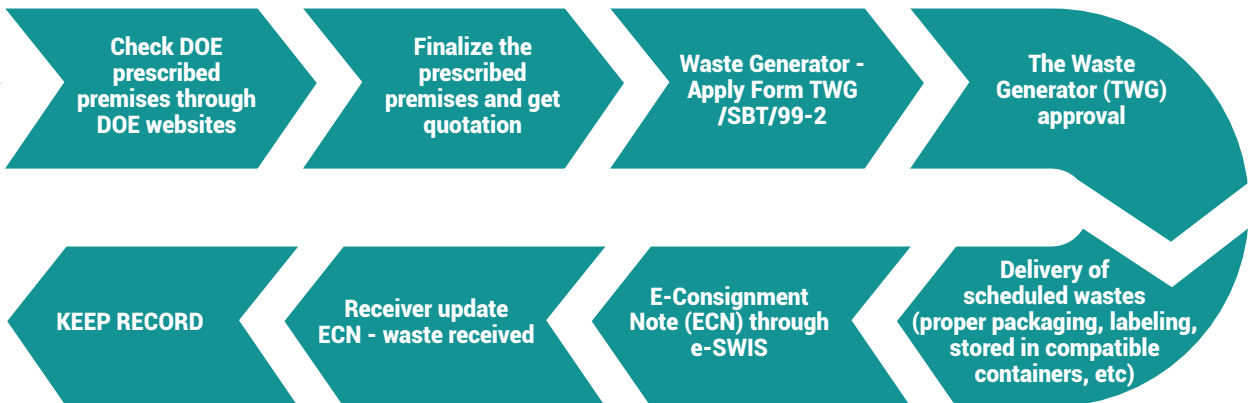 Check DOE
prescribed
premises through
DOE websites
Finalize the
prescribed
premises and get
quotation
Waste Generator -
Apply Form TWG
/SBT/99-2
The Waste
Generator (TWG)
approval
Delivery of
scheduled wastes
(proper packaging, labeling,
stored in compatible
containers, etc)
E-Consignment
Note (ECN) through
e-SWIS
Receiver update
ECN - waste received
KEEP RECORD